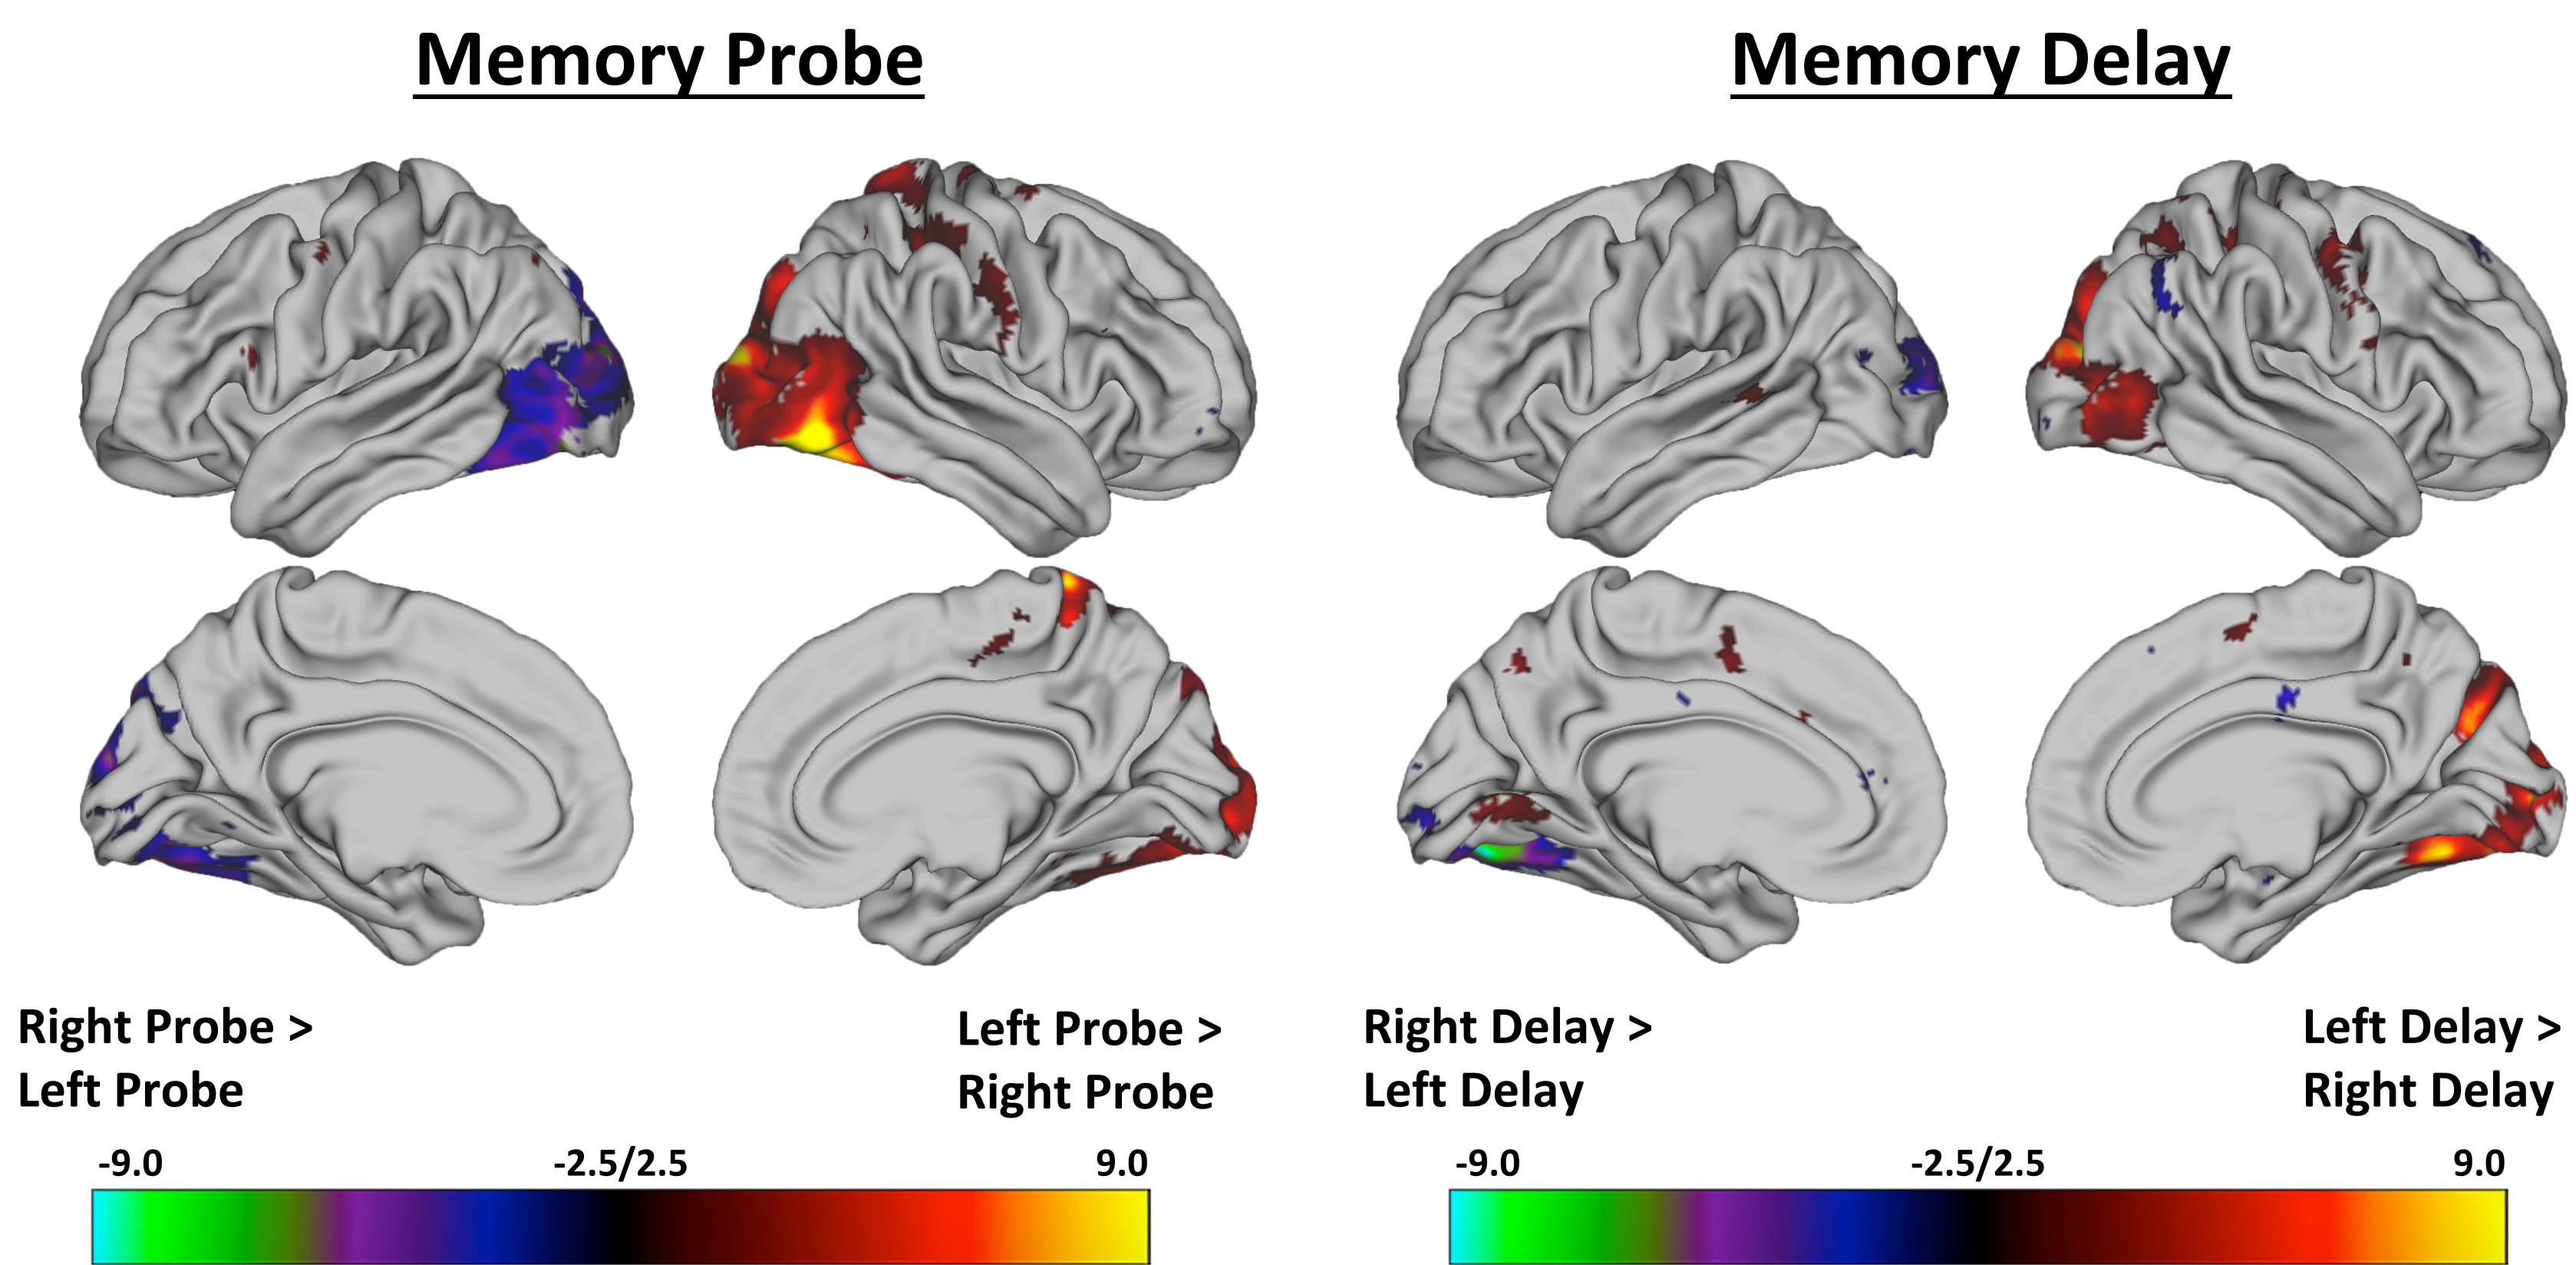 Memory Probe
Memory Delay
Right Probe >
Left Probe
Left Probe >
Right Probe
Right Delay >
Left Delay
Left Delay >
Right Delay
-9.0 -2.5/2.5 9.0
-9.0 -2.5/2.5 9.0